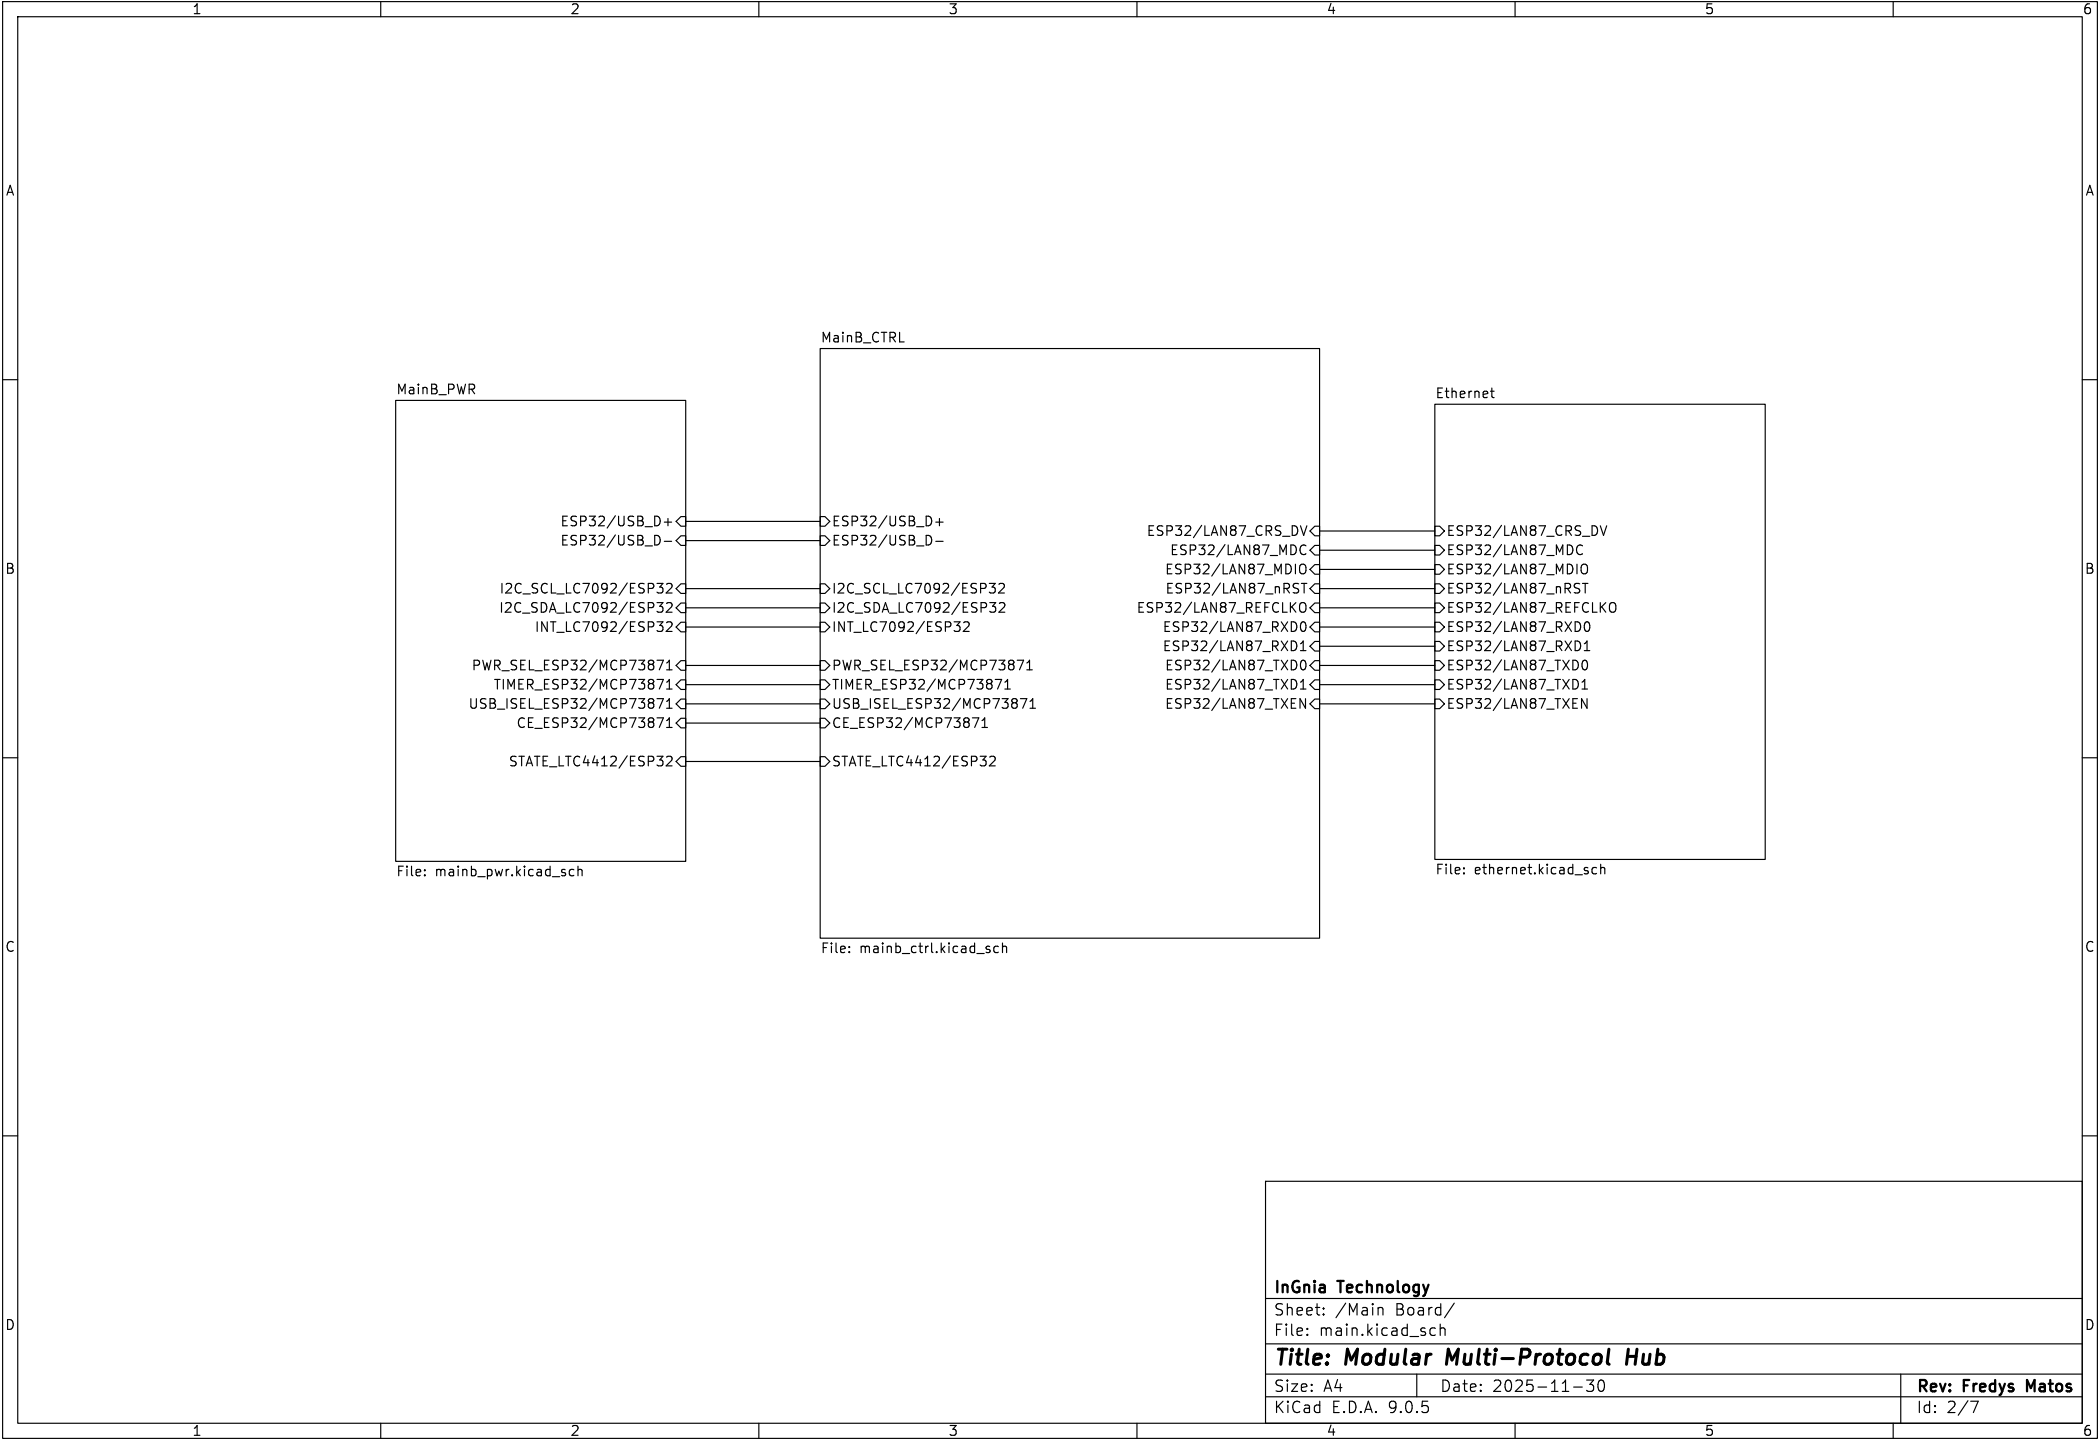 1 2 3 4 5 6
A A
MainB_CTRL
MainB_PWR
Ethernet
ESP32/USB_D+
ESP32/USB_D-
I2C_SCL_LC7092/ESP32
I2C_SDA_LC7092/ESP32
INT_LC7092/ESP32
PWR_SEL_ESP32/MCP73871
TIMER_ESP32/MCP73871
USB_ISEL_ESP32/MCP73871
CE_ESP32/MCP73871
STATE_LTC4412/ESP32
ESP32/USB_D+
ESP32/USB_D-
I2C_SCL_LC7092/ESP32
I2C_SDA_LC7092/ESP32
INT_LC7092/ESP32
PWR_SEL_ESP32/MCP73871
TIMER_ESP32/MCP73871
USB_ISEL_ESP32/MCP73871
CE_ESP32/MCP73871
STATE_LTC4412/ESP32
ESP32/LAN87_CRS_DV
ESP32/LAN87_MDC
ESP32/LAN87_MDIO
ESP32/LAN87_nRST
ESP32/LAN87_REFCLKO
ESP32/LAN87_RXD0
ESP32/LAN87_RXD1
ESP32/LAN87_TXD0
ESP32/LAN87_TXD1
ESP32/LAN87_TXEN
ESP32/LAN87_CRS_DV
ESP32/LAN87_MDC
ESP32/LAN87_MDIO
ESP32/LAN87_nRST
ESP32/LAN87_REFCLKO
ESP32/LAN87_RXD0
ESP32/LAN87_RXD1
ESP32/LAN87_TXD0
ESP32/LAN87_TXD1
ESP32/LAN87_TXEN
B B
File: mainb_pwr.kicad_sch
File: ethernet.kicad_sch
File: mainb_ctrl.kicad_sch
C C
InGnia Technology
Sheet: /Main Board/
File: main.kicad_sch
D D
Title: Modular Multi-Protocol Hub
Size: A4 Date: 2025-11-30 Rev: Fredys Matos
KiCad E.D.A. 9.0.5 Id: 2/7
1 2 3 4 5 6